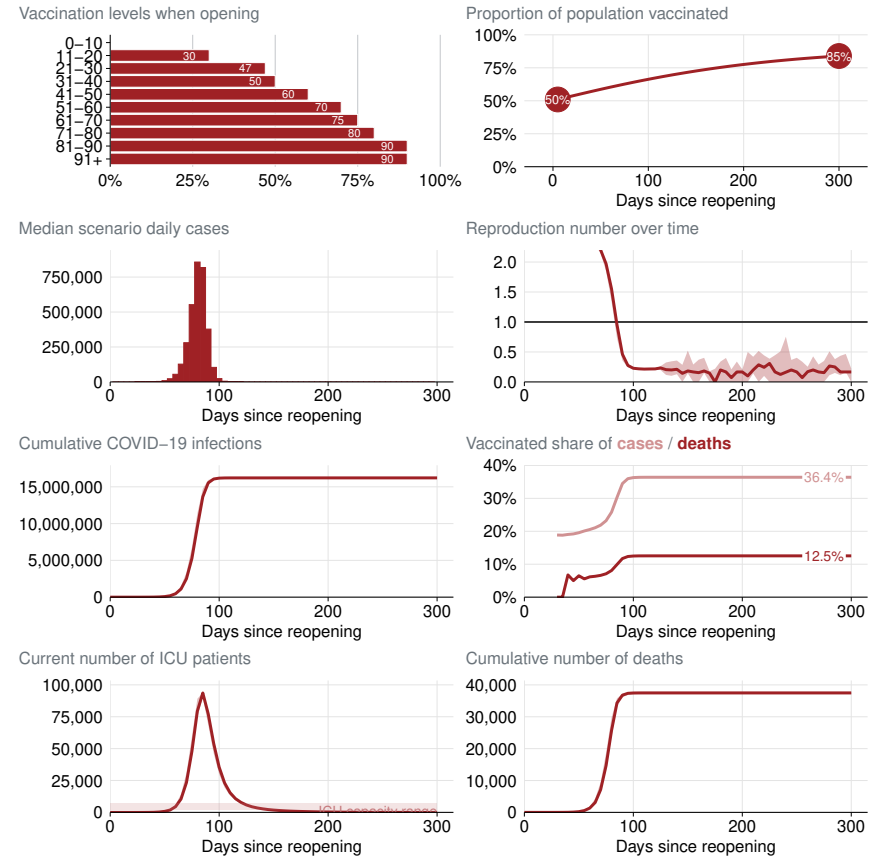 Vaccination levels when opening
0–10
11–20
30
21–30
47
31–40
50
41–50
60
51–60
70
61–70
75
71–80
80
81–90
90
91+
90
0% 25% 50% 75% 100%
Proportion of population vaccinated
100%
75%
50%
25%
0%
50%
85%
0 100 200 300
Days since reopening
Median scenario daily cases
750,000
500,000
250,000
0
0 100 200 300
Days since reopening
Reproduction number over time
2.0
1.5
1.0
0.5
0.0
0 100 200 300
Days since reopening
Cumulative COVID–19 infections
15,000,000
10,000,000
5,000,000
0
0 100 200 300
Days since reopening
Vaccinated share of cases / deaths
40%
30%
20%
10%
0%
36.4%
12.5%
0 100 200 300
Days since reopening
Current number of ICU patients
100,000
75,000
50,000
25,000
0
ICU capacity range
0 100 200 300
Days since reopening
Cumulative number of deaths
40,000
30,000
20,000
10,000
0
0 100 200 300
Days since reopening